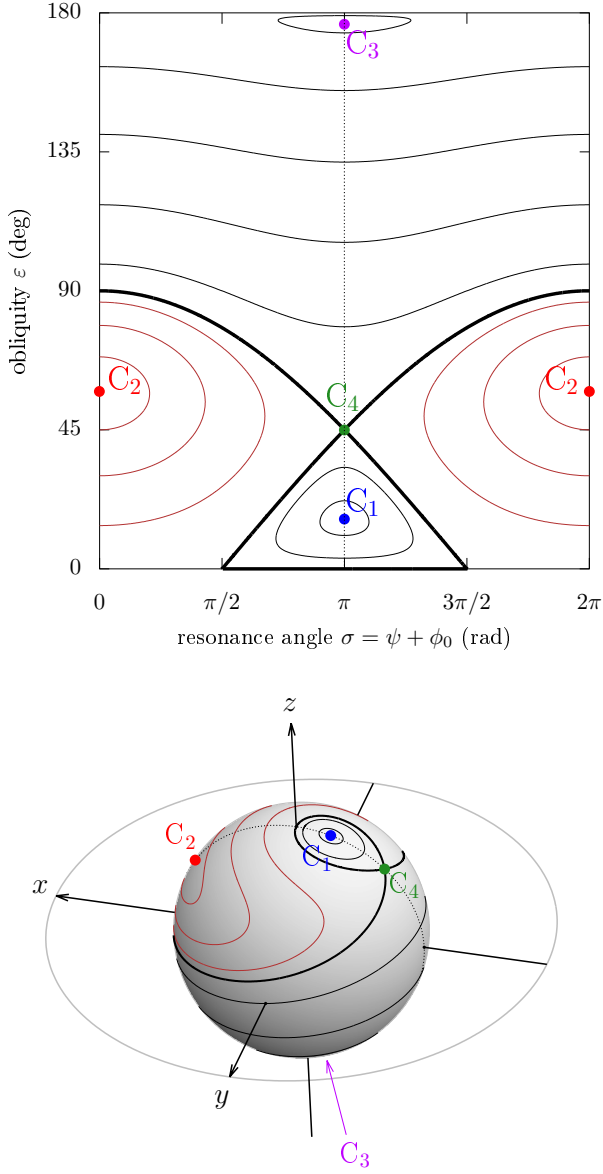 180
C₃
135
obliquity ε (deg)
90
C₂
C₂
C₄
45
C₁
0
0
π/2
π
3π/2
2π
resonance angle σ = ψ + ϕ₀ (rad)
z
C₂
C₁
C₄
x
y
C₃